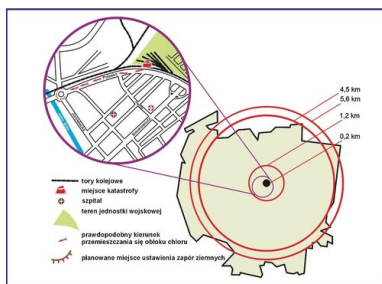 4,5 km
5,6 km
1,2 km
0,2 km
tory kolejowe
miejsce katastrofy
szpital
teren jednostki wojskowej
prawdopodobny kierunek
przemieszczania się obłoku chloru
planowane miejsce ustawienia zapór ziemnych